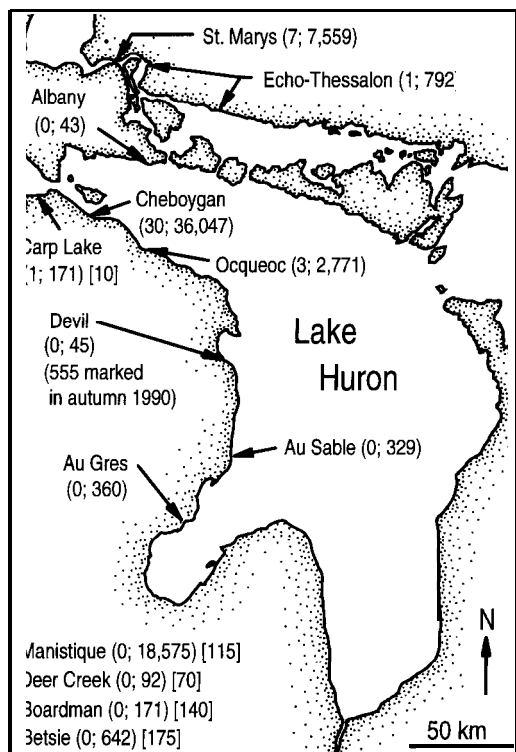 St. Marys (7; 7,559)
Echo-Thessalon (1; 792
Albany
(0; 43)
Cheboygan
(30; 36,047)
Carp Lake
(1; 171) [10]
Ocqueoc (3; 2,771)
Devil
(0; 45)
(555 marked
in autumn 1990)
Lake
Huron
Au Sable (0; 329)
Au Gres
(0; 360)
Manistique (0; 18,575) [115]
Deer Creek (0; 92) [70]
Boardman (0; 171) [140]
Betsie (0; 642) [175]
N
50 km